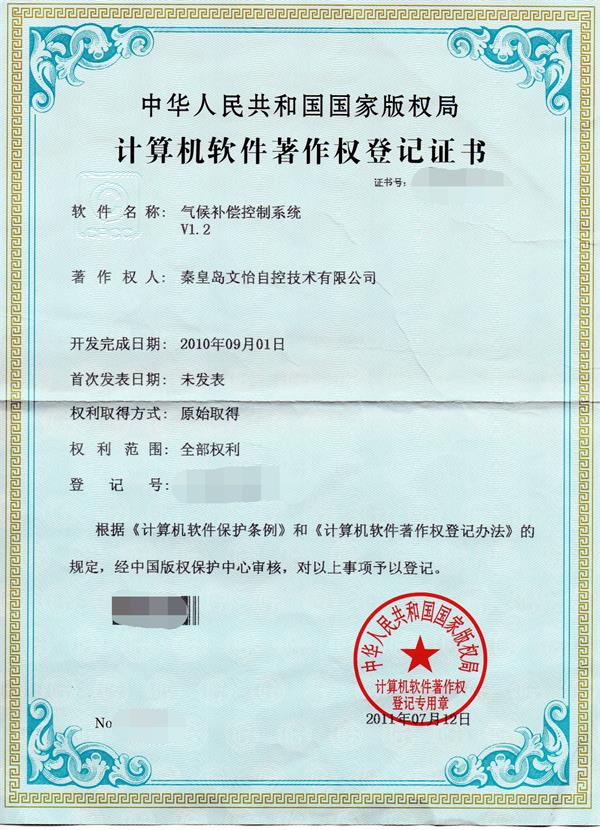 中华人民共和国国家版权局
计算机软件著作权登记证书
证书号:
CPCC
软件名称: 气候补偿控制系统
V1.2
著作权人: 秦皇岛文怡自控技术有限公司
开发完成日期: 2010年09月01日
首次发表日期: 未发表
权利取得方式: 原始取得
权利范围: 全部权利
登记号:
根据《计算机软件保护条例》和《计算机软件著作权登记办法》的
规定,经中国版权保护中心审核,对以上事项予以登记。
中华人民共和国国家版权局
计算机软件著作权
登记专用章
No
2011年07月12日